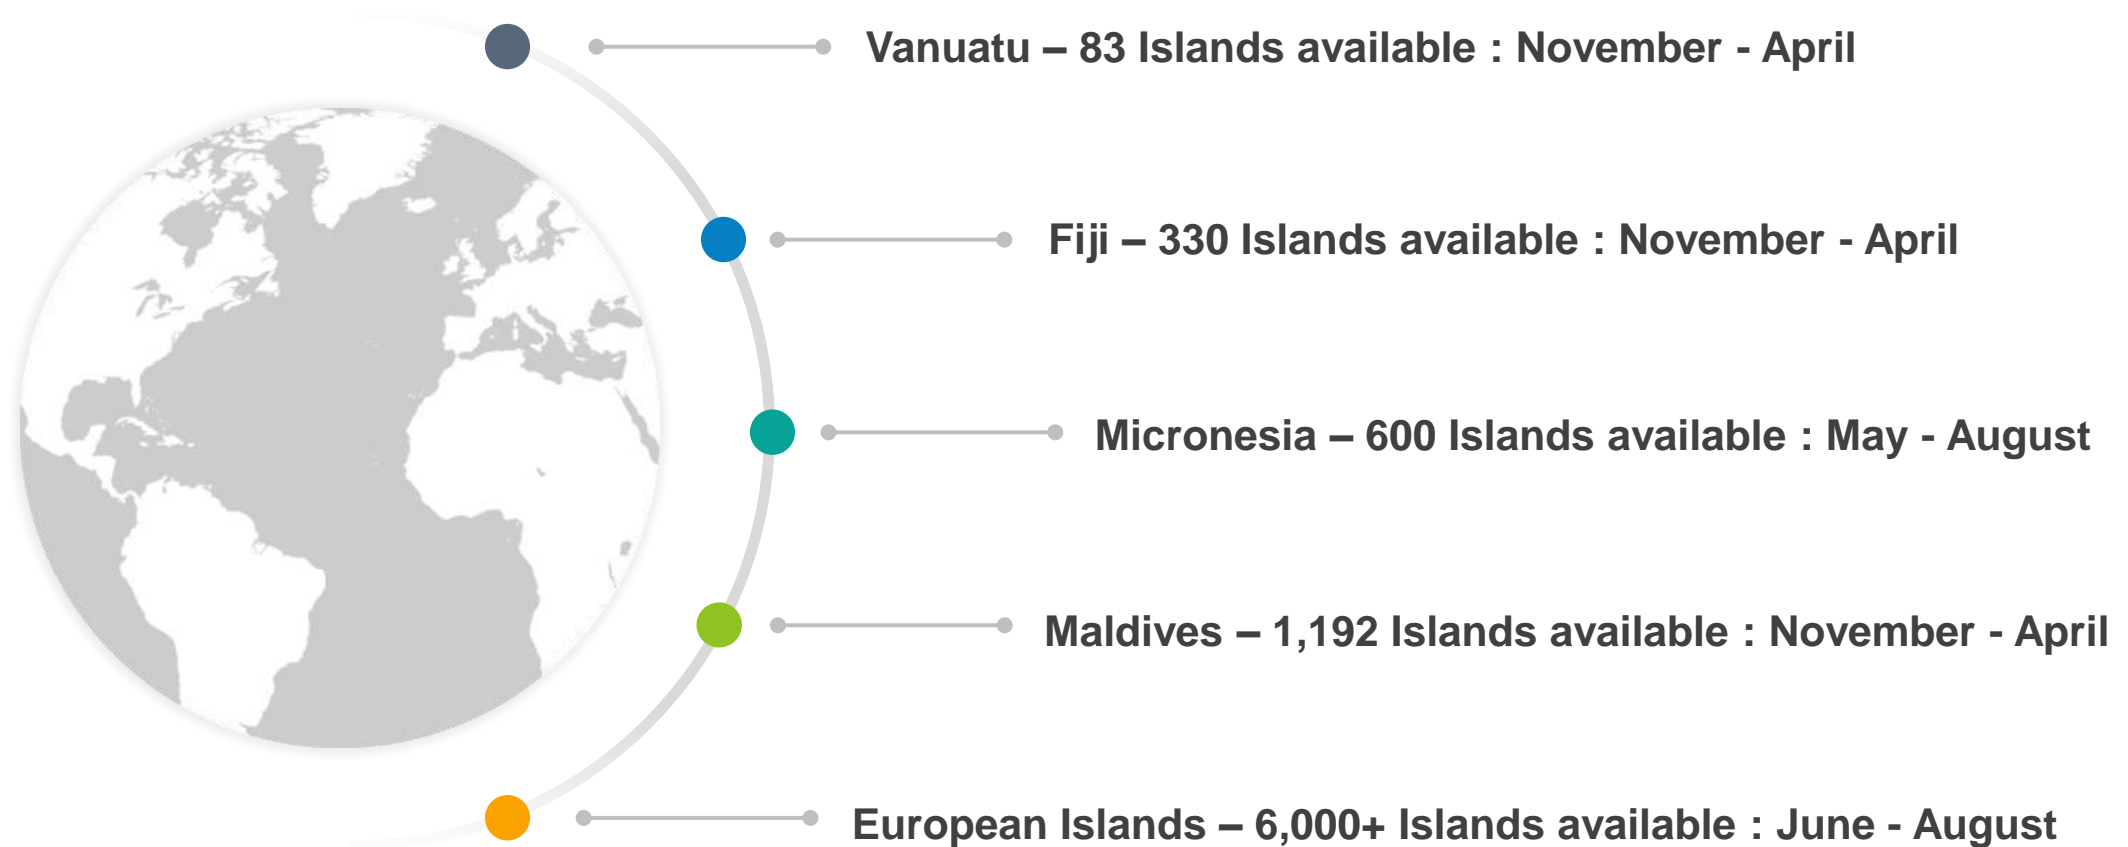 Vanuatu – 83 Islands available : November - April
Fiji – 330 Islands available : November - April
Micronesia – 600 Islands available : May - August
Maldives – 1,192 Islands available : November - April
European Islands – 6,000+ Islands available : June - August